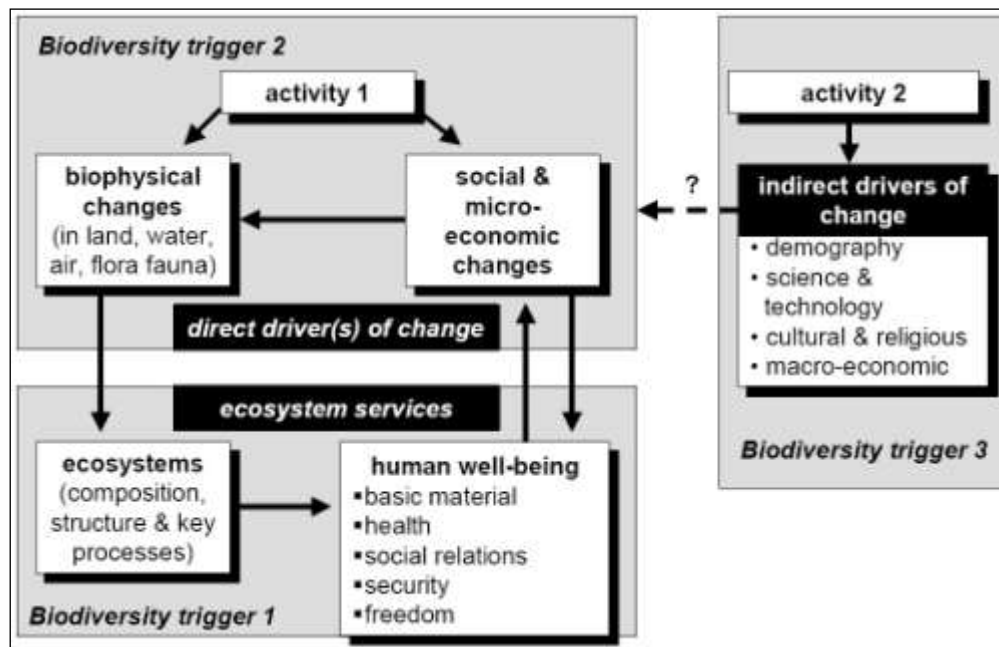 Biodiversity trigger 2
activity 1
biophysical
changes
(in land, water,
air, flora fauna)
social &
micro-
economic
changes
direct driver(s) of change
ecosystem services
ecosystems
(composition,
structure & key
processes)
human well-being
▪basic material
▪health
▪social relations
▪security
▪freedom
Biodiversity trigger 1
?
activity 2
indirect drivers of
change
• demography
• science &
technology
• cultural & religious
• macro-economic
Biodiversity trigger 3